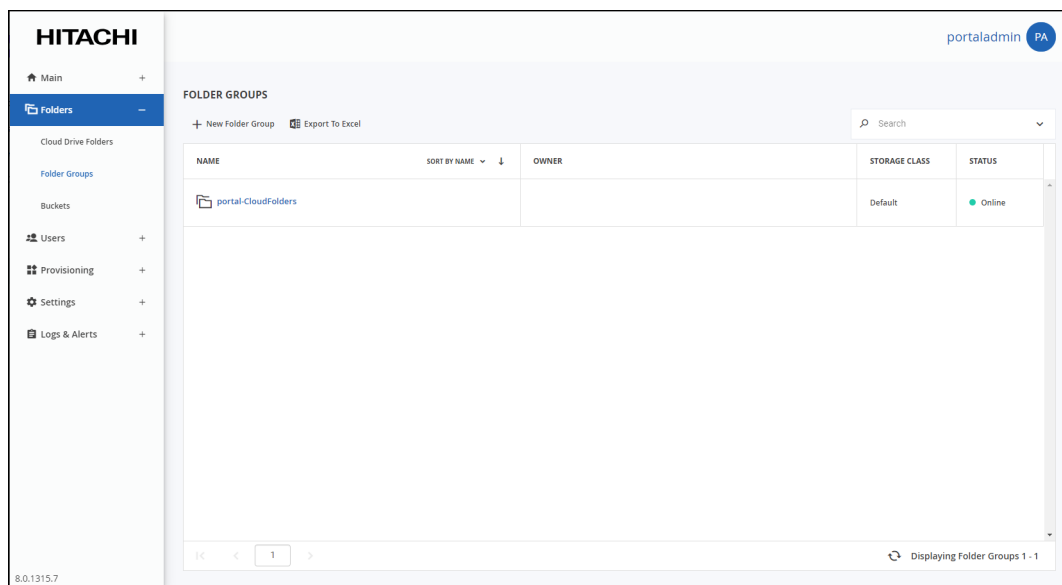 HITACHI
portaladmin PA
Main
Folders
FOLDER GROUPS
New Folder Group Export To Excel Search
Cloud Drive Folders
NAME SORT BY NAME OWNER STORAGE CLASS STATUS
Folder Groups
portal-CloudFolders Default Online
Buckets
Users
Provisioning
Settings
Logs & Alerts
1 Displaying Folder Groups 1 - 1
8.0.1315.7